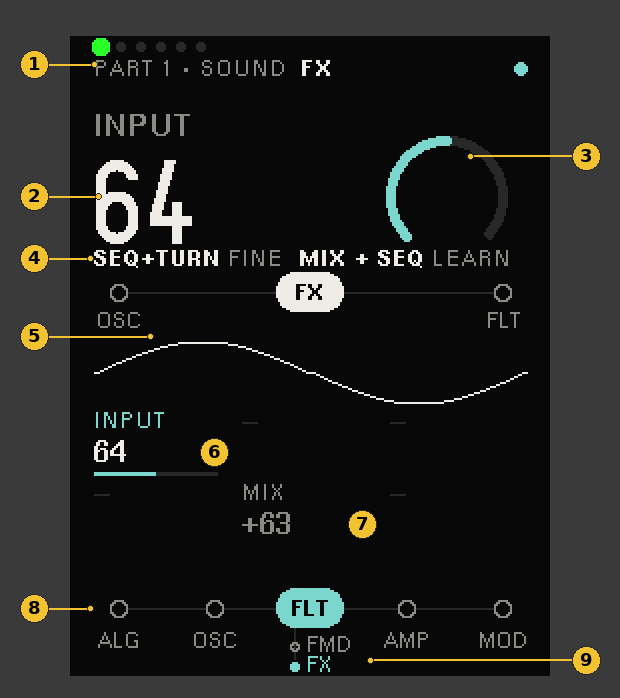 1 PART 1 · SOUND FX
INPUT
3
2 64
4 SEQ+TURN FINE MIX + SEQ LEARN
FX
OSC FLT
5
INPUT
64 6
MIX
+63 7
8 FLT
ALG OSC FMD AMP MOD
FX 9